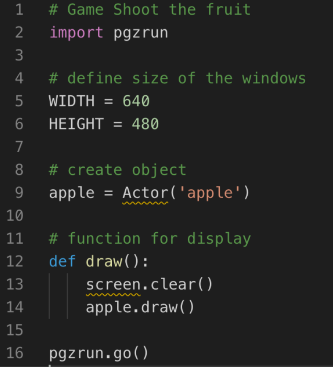 1 # Game Shoot the fruit
2 import pgzrun
3
4 # define size of the windows
5 WIDTH = 640
6 HEIGHT = 480
7
8 # create object
9 apple = Actor('apple')
10
11 # function for display
12 def draw():
13     screen.clear()
14     apple.draw()
15
16 pgzrun.go()